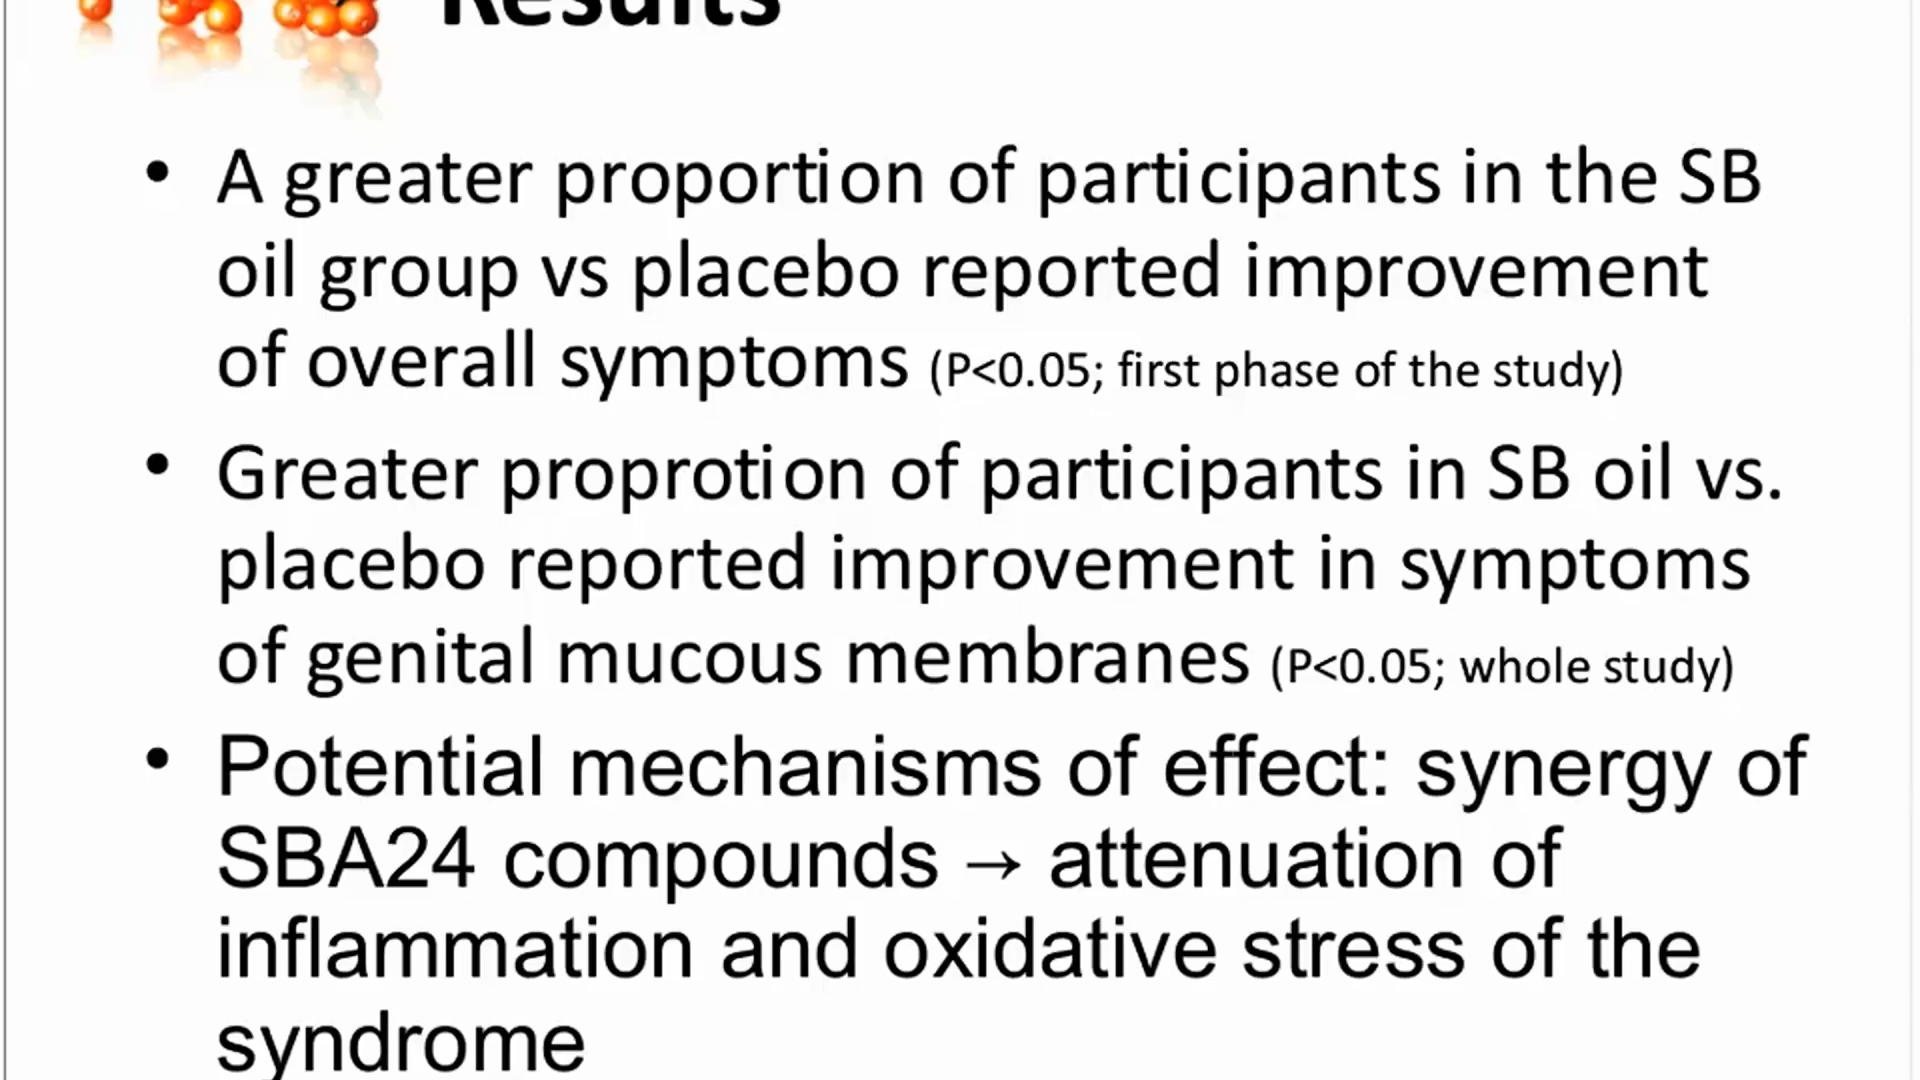 Results
• A greater proportion of participants in the SB
oil group vs placebo reported improvement
of overall symptoms (P<0.05; first phase of the study)
• Greater proprotion of participants in SB oil vs.
placebo reported improvement in symptoms
of genital mucous membranes (P<0.05; whole study)
• Potential mechanisms of effect: synergy of
SBA24 compounds → attenuation of
inflammation and oxidative stress of the
syndrome